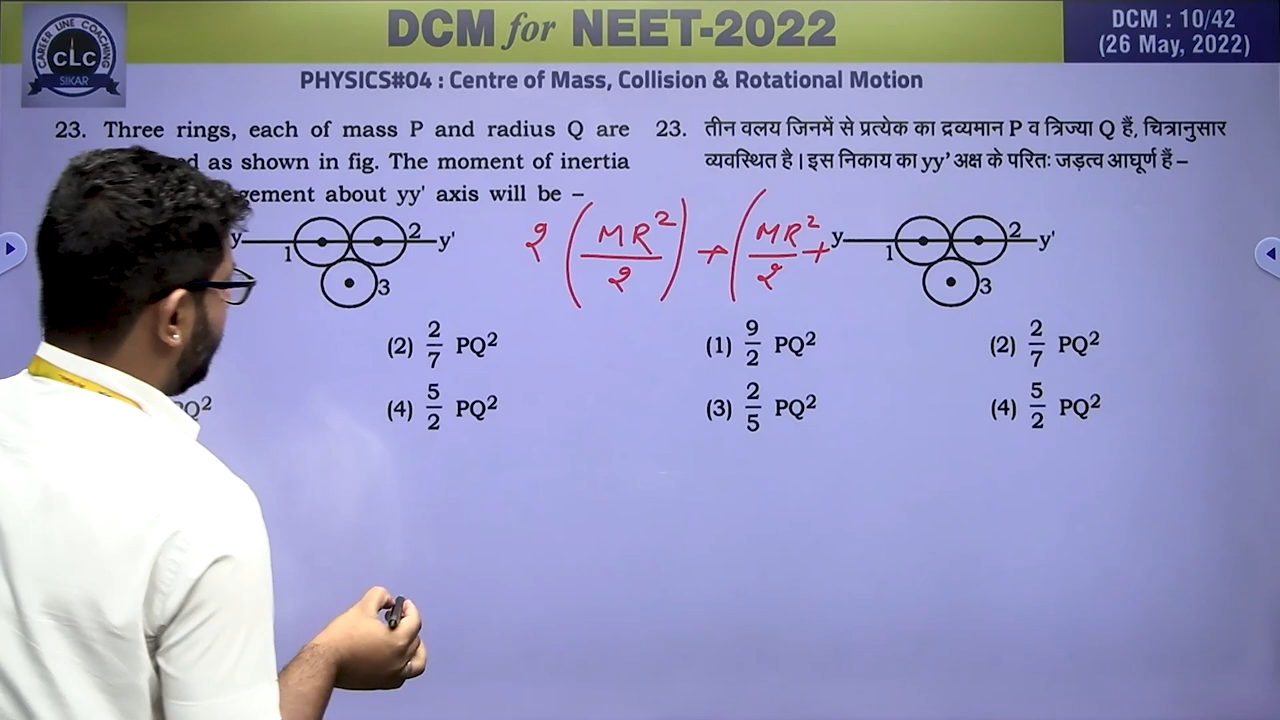 DCM for NEET-2022
DCM : 10/42
(26 May, 2022)
CAREER LINE COACHING
CLC
SIKAR
PHYSICS#04 : Centre of Mass, Collision & Rotational Motion
23. Three rings, each of mass P and radius Q are
as shown in fig. The moment of inertia
about yy' axis will be –
y 1 2 y'
3
(2) 2/7 PQ²
PQ²
(4) 5/2 PQ²
2 (MR²/2) + (MR²/2 +
23. तीन वलय जिनमें से प्रत्येक का द्रव्यमान P व त्रिज्या Q हैं, चित्रानुसार
व्यवस्थित है। इस निकाय का yy' अक्ष के परितः जड़त्व आघूर्ण हैं –
y 1 2 y'
3
(1) 9/2 PQ²
(2) 2/7 PQ²
(3) 2/5 PQ²
(4) 5/2 PQ²